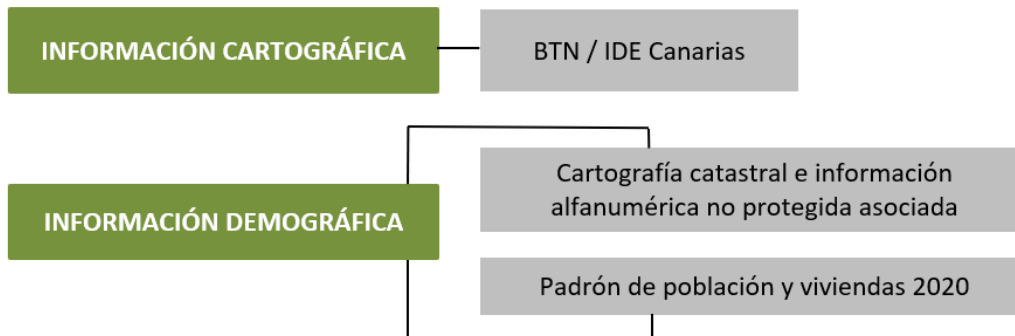 INFORMACIÓN CARTOGRÁFICA
BTN / IDE Canarias
Cartografía catastral e información
alfanumérica no protegida asociada
INFORMACIÓN DEMOGRÁFICA
Padrón de población y viviendas 2020